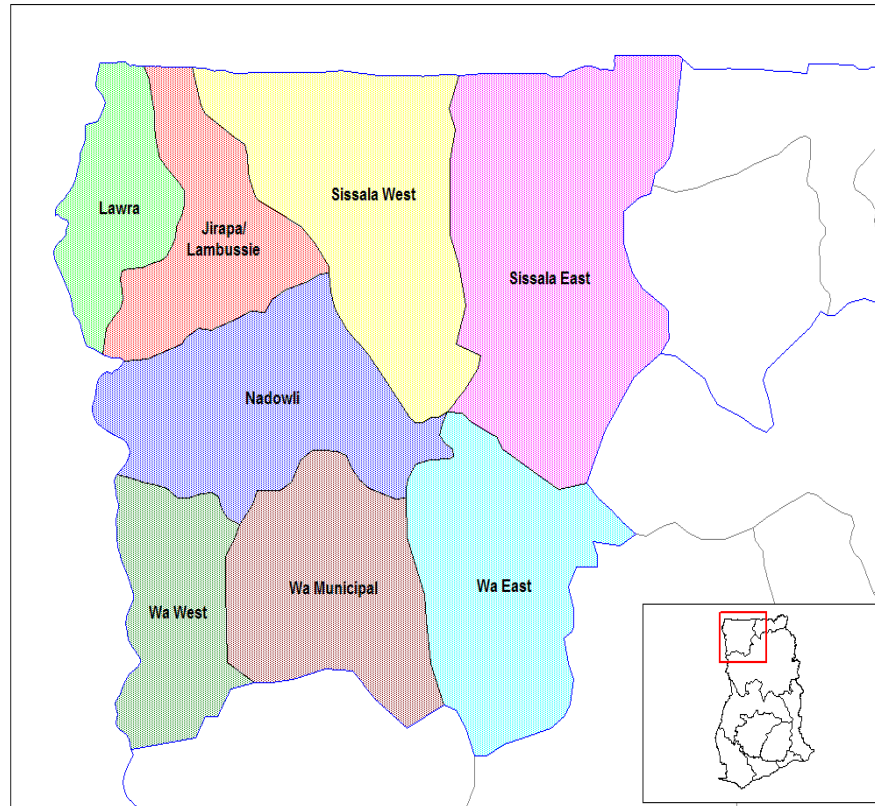 Lawra
Jirapa/
Lambussie
Sissala West
Sissala East
Nadowli
Wa West
Wa Municipal
Wa East